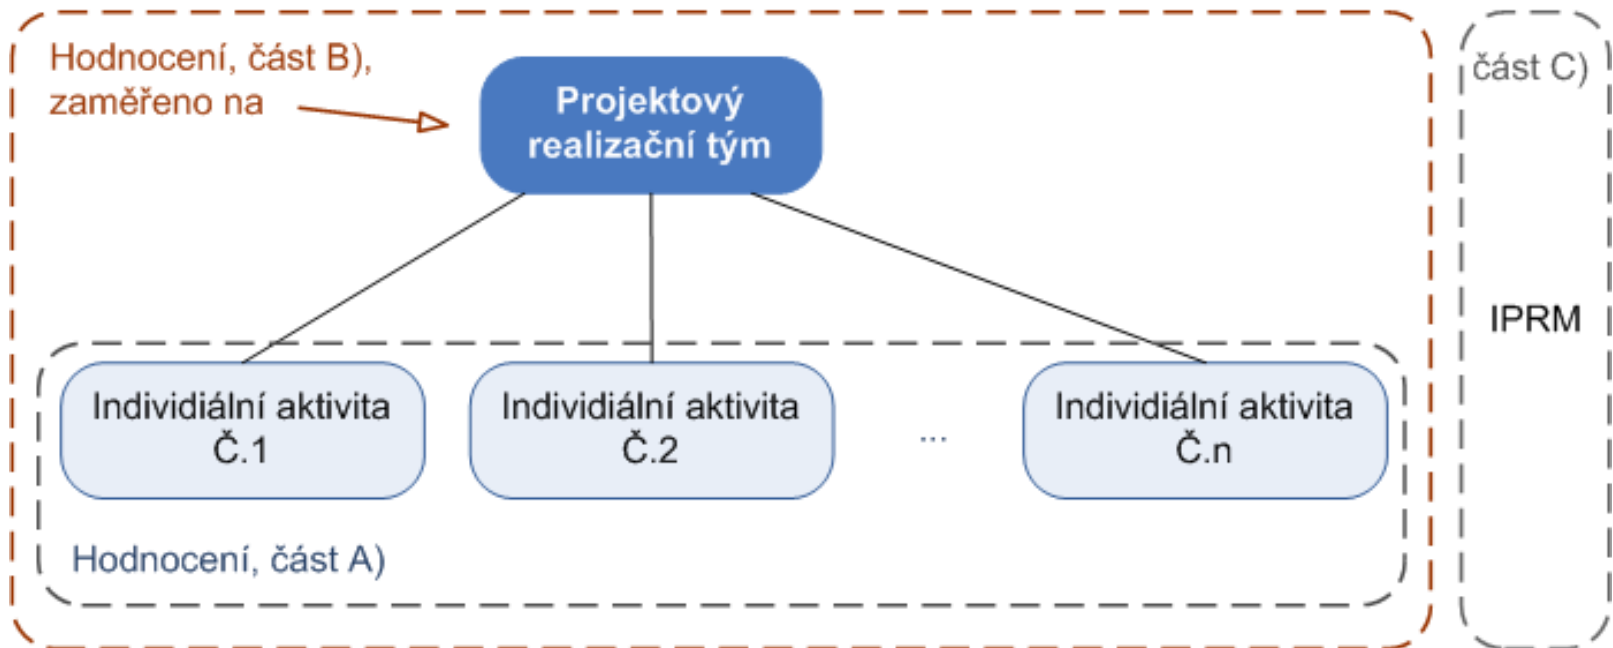 Hodnocení, část B),
zaměřeno na
Projektový
realizační tým
část C)
IPRM
Individiální aktivita
Č.1
Individiální aktivita
Č.2
...
Individiální aktivita
Č.n
Hodnocení, část A)